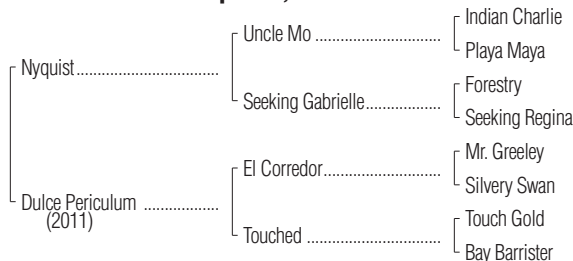 Indian Charlie
Uncle Mo
Playa Maya
Nyquist
Forestry
Seeking Gabrielle
Seeking Regina
Mr. Greeley
El Corredor
Silvery Swan
Dulce Periculum
(2011)
Touch Gold
Touched
Bay Barrister